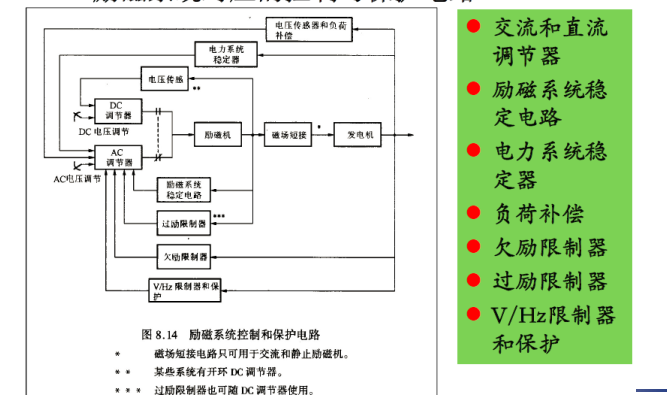 电压传感器和负荷
补偿
电力系统
稳定器
电压传感
**
DC
调节器
DC电压调节
AC
调节器
AC电压调节
励磁机
磁场短接
*
发电机
励磁系统
稳定电路
过励限制器
***
欠励限制器
V/Hz限制器和保
护
图 8.14 励磁系统控制和保护电路
* 磁场短接电路只可用于交流和静止励磁机。
** 某些系统有开环 DC 调节器。
*** 过励限制器也可随 DC 调节器使用。
交流和直流
调节器
励磁系统稳
定电路
电力系统稳
定器
负荷补偿
欠励限制器
过励限制器
V/Hz限制器
和保护